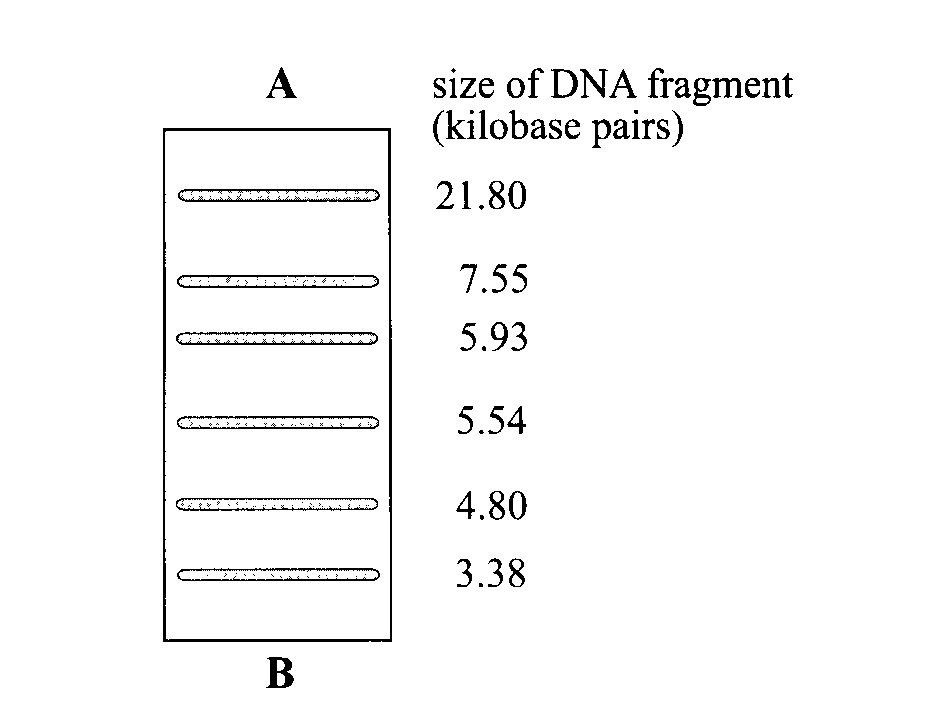 A
size of DNA fragment
(kilobase pairs)
21.80
7.55
5.93
5.54
4.80
3.38
B